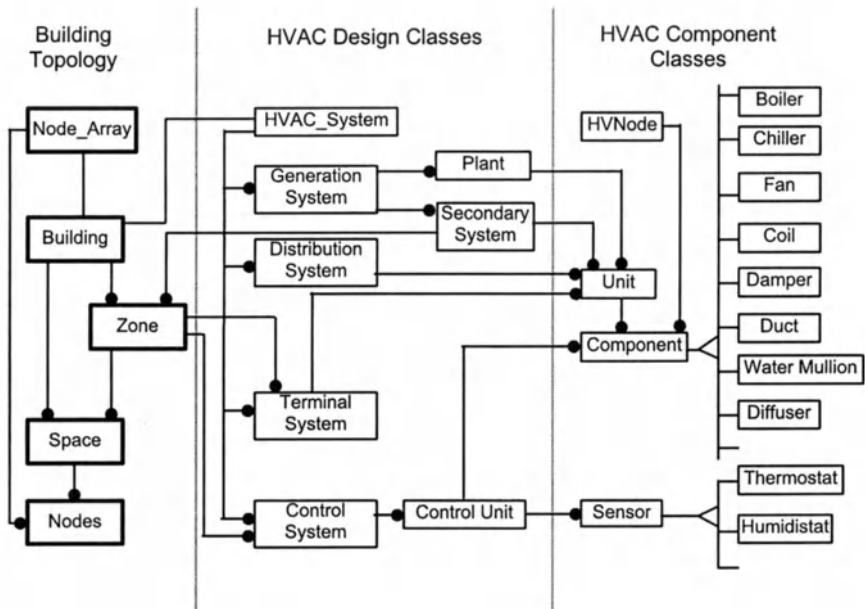 Building
Topology
HVAC Design Classes
HVAC Component
Classes
Node_Array
Building
Zone
Space
Nodes
HVAC_System
Generation
System
Plant
Secondary
System
Distribution
System
Terminal
System
Control
System
Control Unit
HVNode
Unit
Component
Sensor
Boiler
Chiller
Fan
Coil
Damper
Duct
Water Mullion
Diffuser
Thermostat
Humidistat